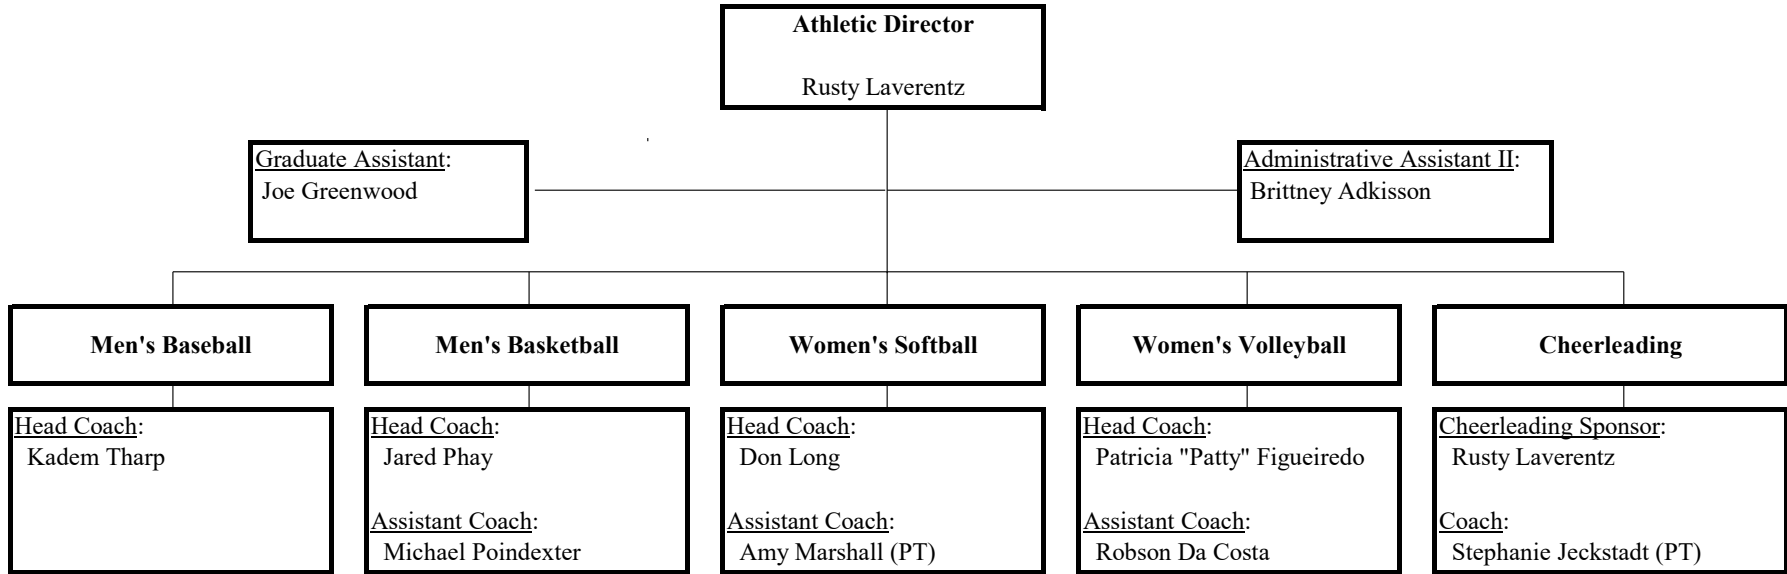 Athletic Director
Rusty Laverentz
Graduate Assistant:
Joe Greenwood
Administrative Assistant II:
Brittney Adkisson
Men's Baseball
Men's Basketball
Women's Softball
Women's Volleyball
Cheerleading
Head Coach:
Kadem Tharp
Head Coach:
Jared Phay
Assistant Coach:
Michael Poindexter
Head Coach:
Don Long
Assistant Coach:
Amy Marshall (PT)
Head Coach:
Patricia "Patty" Figueiredo
Assistant Coach:
Robson Da Costa
Cheerleading Sponsor:
Rusty Laverentz
Coach:
Stephanie Jeckstadt (PT)